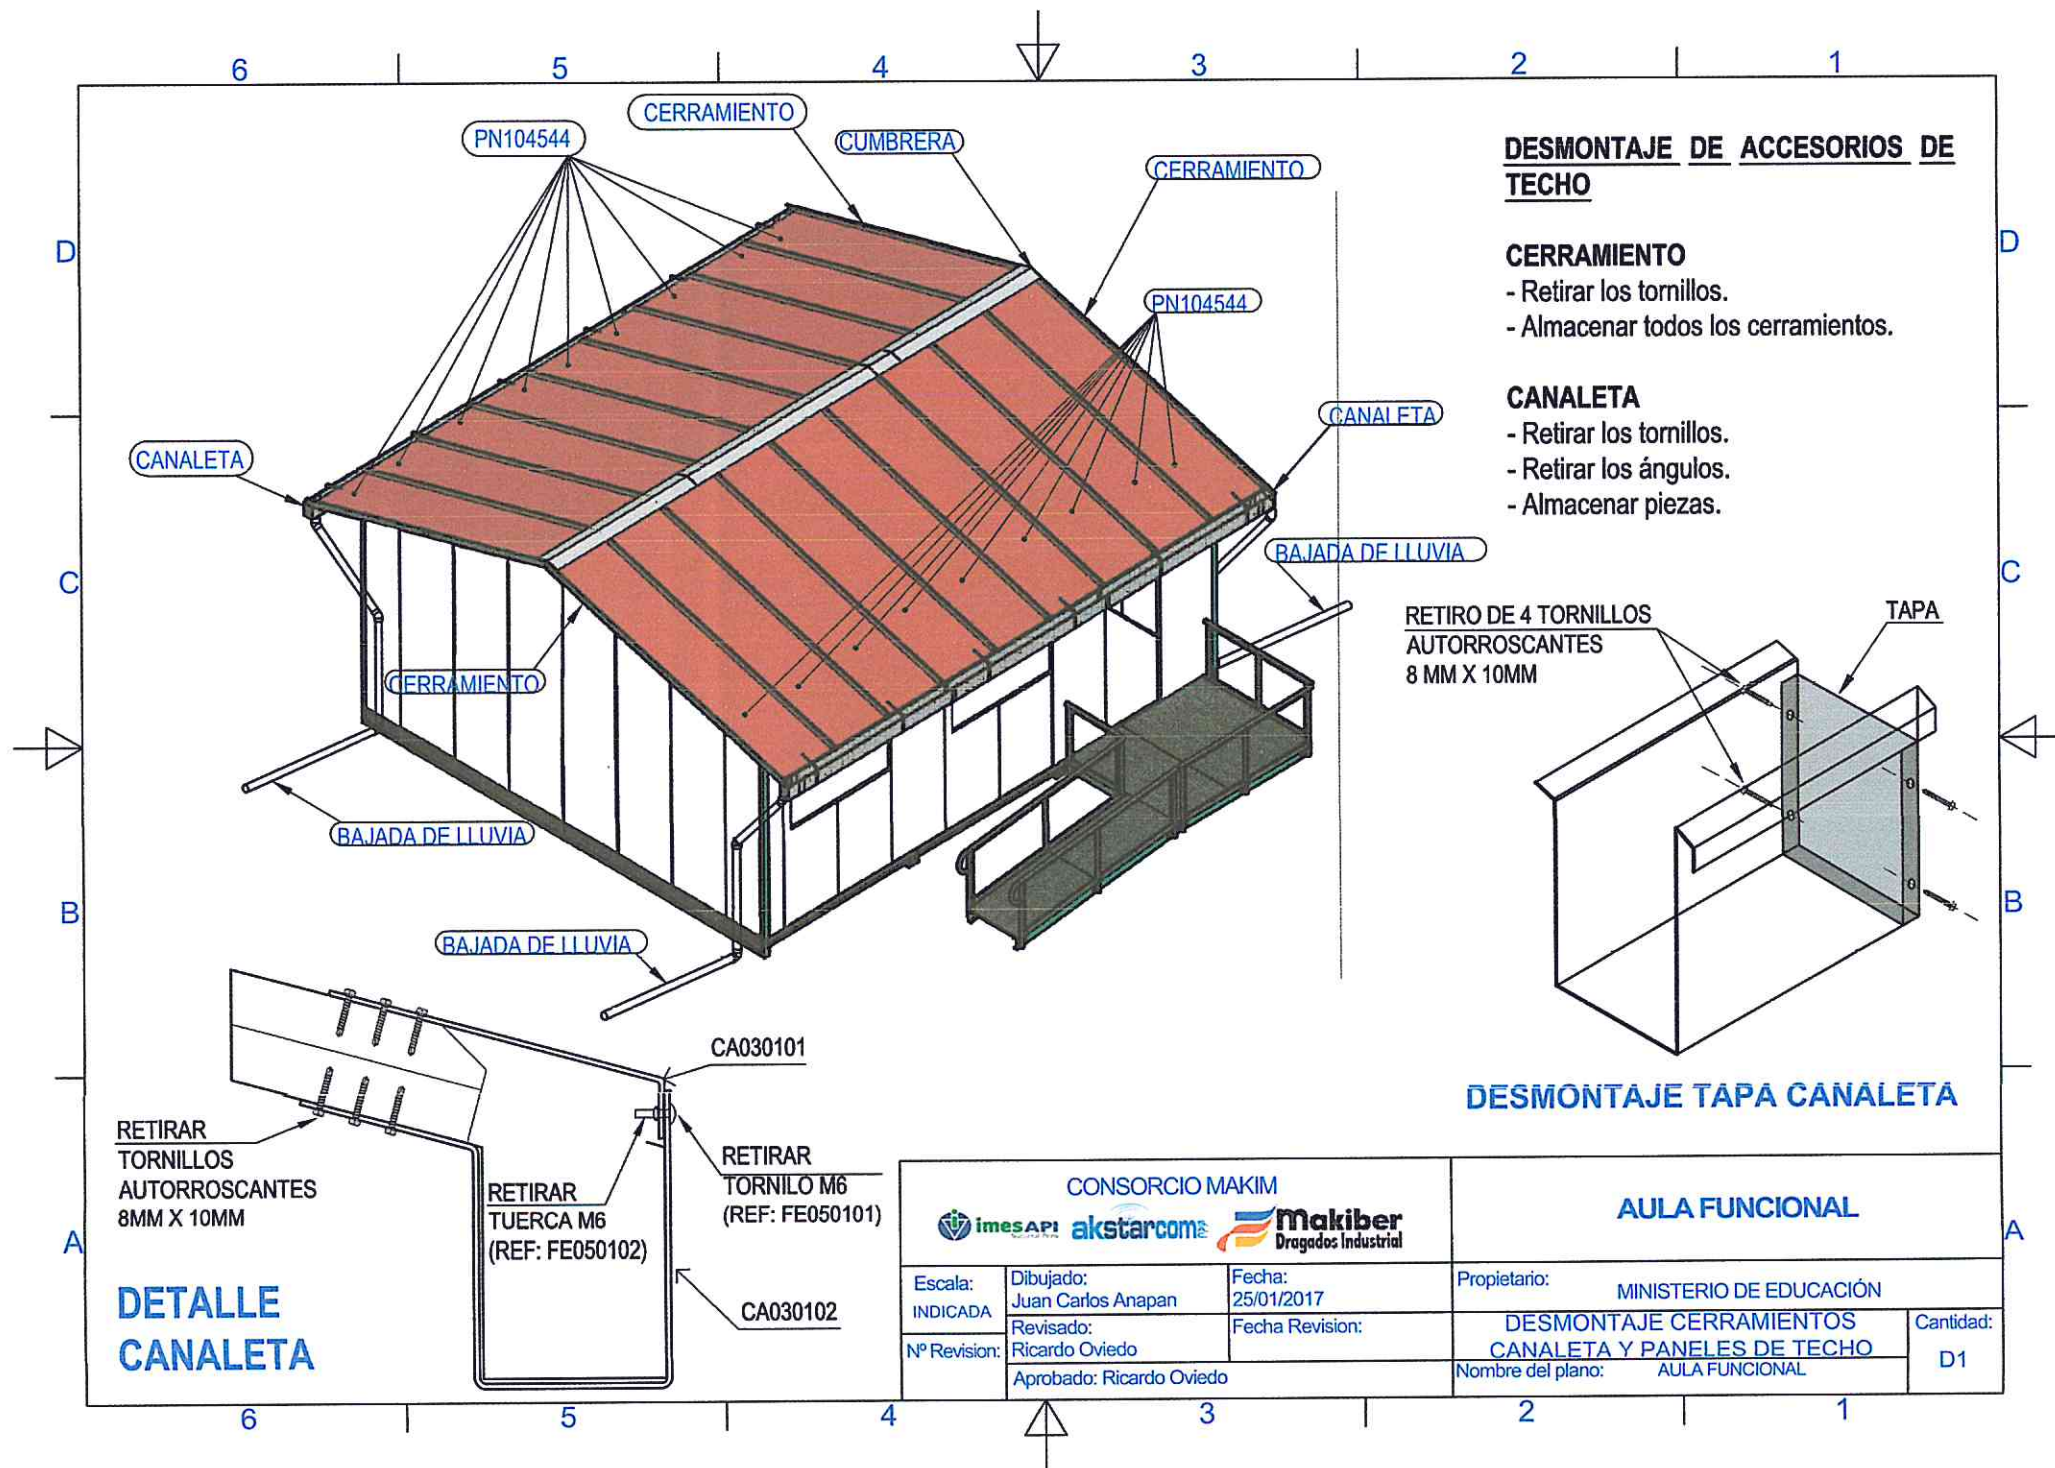 6 5 4 3 2 1
CERRAMIENTO
PN104544
CUMBRERA
CERRAMIENTO
DESMONTAJE DE ACCESORIOS DE
TECHO
D
D
CERRAMIENTO
- Retirar los tornillos.
- Almacenar todos los cerramientos.
PN104544
CANALETA
- Retirar los tornillos.
- Retirar los ángulos.
- Almacenar piezas.
CANALETA
CANALETA
BAJADA DE LLUVIA
C
C
RETIRO DE 4 TORNILLOS
AUTORROSCANTES
8 MM X 10MM
TAPA
CERRAMIENTO
BAJADA DE LLUVIA
B
B
BAJADA DE LLUVIA
CA030101
DESMONTAJE TAPA CANALETA
RETIRAR
TORNILLOS
AUTORROSCANTES
8MM X 10MM
RETIRAR
TUERCA M6
(REF: FE050102)
RETIRAR
TORNILO M6
(REF: FE050101)
A
A
CA030102
DETALLE
CANALETA
CONSORCIO MAKIM
imesAPI
akstarcom
Makiber
Dragados Industrial
AULA FUNCIONAL
Escala:
INDICADA
Dibujado:
Juan Carlos Anapan
Fecha:
25/01/2017
Propietario:
MINISTERIO DE EDUCACIÓN
Nº Revision:
Revisado:
Ricardo Oviedo
Fecha Revision:
DESMONTAJE CERRAMIENTOS
CANALETA Y PANELES DE TECHO
Cantidad:
D1
Aprobado: Ricardo Oviedo
Nombre del plano: AULA FUNCIONAL
6 5 4 3 2 1